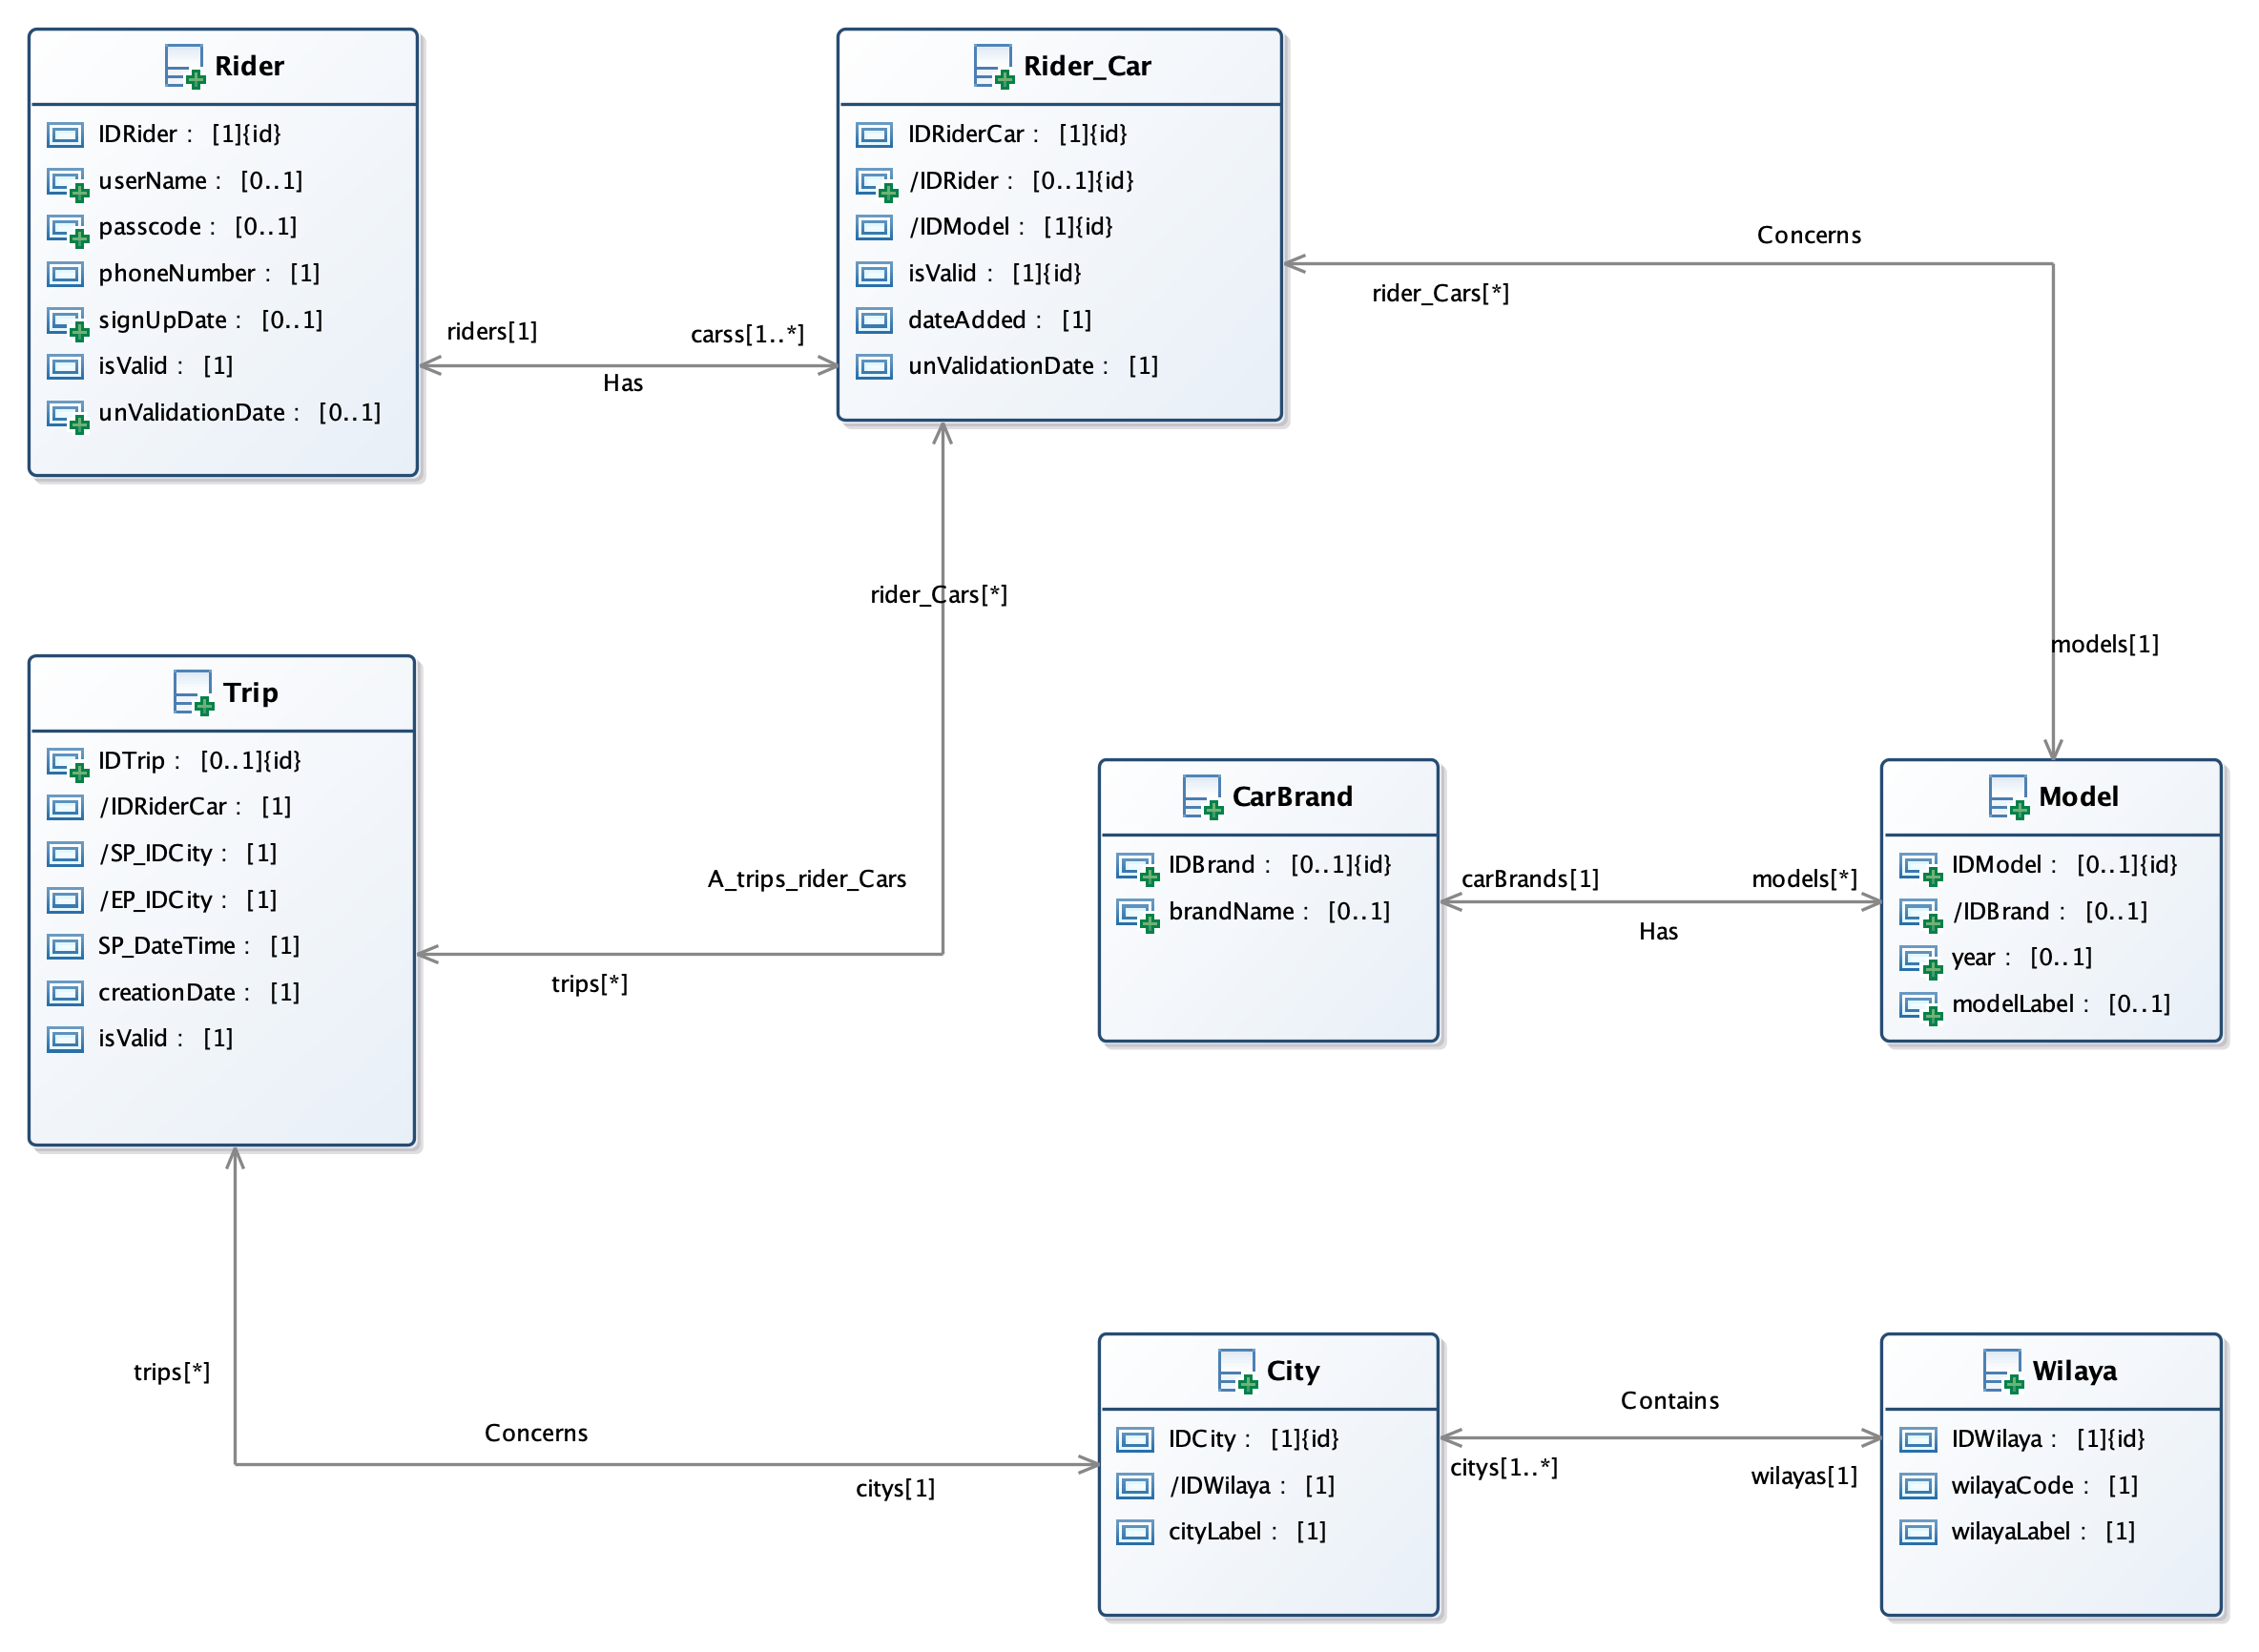 Rider
IDRider : [1]{id}
userName : [0..1]
passcode : [0..1]
phoneNumber : [1]
signUpDate : [0..1]
isValid : [1]
unValidationDate : [0..1]
Rider_Car
IDRiderCar : [1]{id}
/IDRider : [0..1]{id}
/IDModel : [1]{id}
isValid : [1]{id}
dateAdded : [1]
unValidationDate : [1]
riders[1]
carss[1..*]
Has
Concerns
rider_Cars[*]
models[1]
rider_Cars[*]
A_trips_rider_Cars
trips[*]
Trip
IDTrip : [0..1]{id}
/IDRiderCar : [1]
/SP_IDCity : [1]
/EP_IDCity : [1]
SP_DateTime : [1]
creationDate : [1]
isValid : [1]
CarBrand
IDBrand : [0..1]{id}
brandName : [0..1]
carBrands[1]
models[*]
Has
Model
IDModel : [0..1]{id}
/IDBrand : [0..1]
year : [0..1]
modelLabel : [0..1]
trips[*]
Concerns
citys[1]
City
IDCity : [1]{id}
/IDWilaya : [1]
cityLabel : [1]
Contains
citys[1..*]
wilayas[1]
Wilaya
IDWilaya : [1]{id}
wilayaCode : [1]
wilayaLabel : [1]